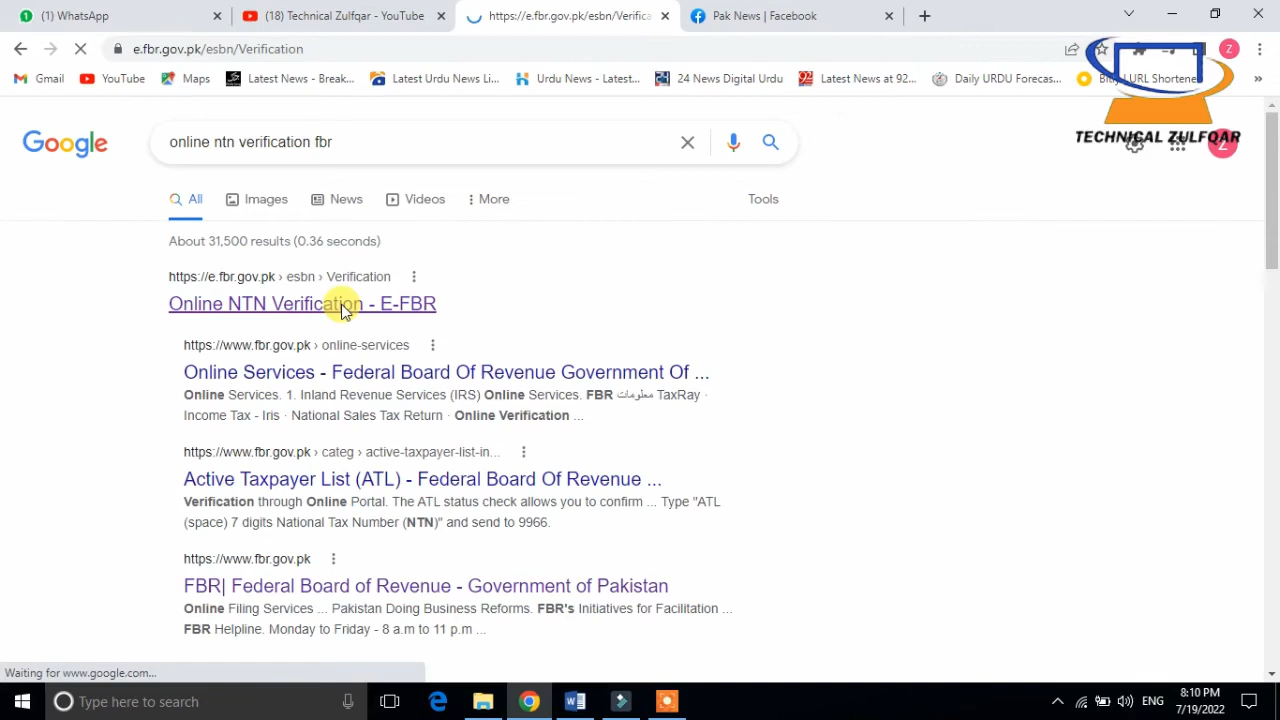 (1) WhatsApp
(18) Technical Zulfqar - YouTube
https://e.fbr.gov.pk/esbn/Verifica
Pak News | Facebook
e.fbr.gov.pk/esbn/Verification
Gmail
YouTube
Maps
Latest News - Break...
Latest Urdu News Li...
Urdu News - Latest...
24 News Digital Urdu
Latest News at 92...
Daily URDU Forecas...
TECHNICAL ZULFQAR
Google
online ntn verification fbr
Z
All
Images
News
Videos
More
Tools
About 31,500 results (0.36 seconds)
https://e.fbr.gov.pk › esbn › Verification
Online NTN Verification - E-FBR
https://www.fbr.gov.pk › online-services
Online Services - Federal Board Of Revenue Government Of ...
Online Services. 1. Inland Revenue Services (IRS) Online Services. FBR معلومات TaxRay ·
Income Tax - Iris · National Sales Tax Return · Online Verification ...
https://www.fbr.gov.pk › categ › active-taxpayer-list-in...
Active Taxpayer List (ATL) - Federal Board Of Revenue ...
Verification through Online Portal. The ATL status check allows you to confirm ... Type "ATL
(space) 7 digits National Tax Number (NTN)" and send to 9966.
https://www.fbr.gov.pk
FBR| Federal Board of Revenue - Government of Pakistan
Online Filing Services ... Pakistan Doing Business Reforms. FBR's Initiatives for Facilitation ...
FBR Helpline. Monday to Friday - 8 a.m to 11 p.m ...
Waiting for www.google.com...
Type here to search
ENG
8:10 PM
7/19/2022